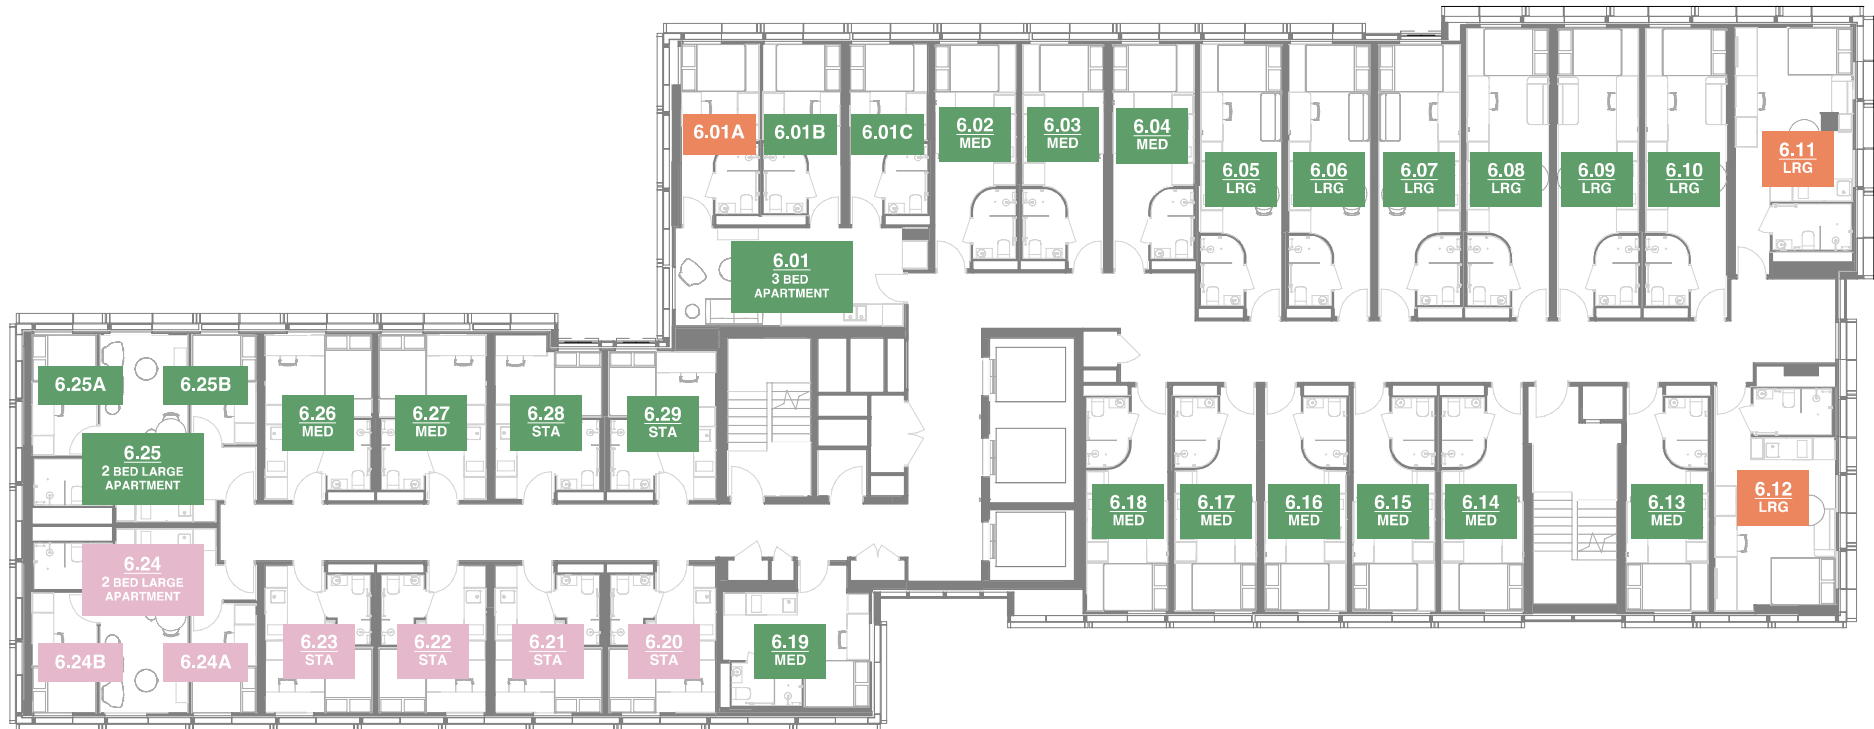 6.01A
6.01B
6.01C
6.02
MED
6.03
MED
6.04
MED
6.05
LRG
6.06
LRG
6.07
LRG
6.08
LRG
6.09
LRG
6.10
LRG
6.11
LRG
6.01
3 BED
APARTMENT
6.25A
6.25B
6.25
2 BED LARGE
APARTMENT
6.26
MED
6.27
MED
6.28
STA
6.29
STA
6.18
MED
6.17
MED
6.16
MED
6.15
MED
6.14
MED
6.13
MED
6.12
LRG
6.24
2 BED LARGE
APARTMENT
6.24B
6.24A
6.23
STA
6.22
STA
6.21
STA
6.20
STA
6.19
MED